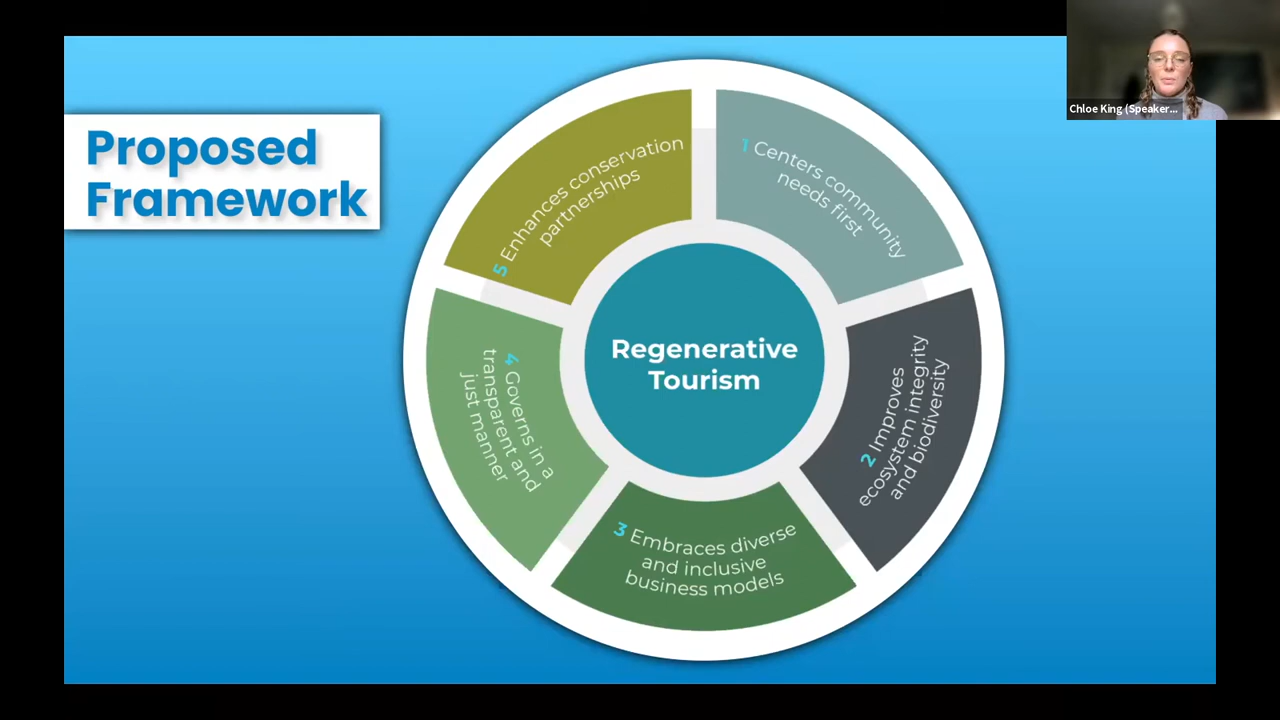 Proposed
Framework
Chloe King (Speaker...
1 Centers community
needs first
2 Improves
ecosystem integrity
and biodiversity
3 Embraces diverse
and inclusive
business models
4 Governs in a
transparent and
just manner
5 Enhances conservation
partnerships
Regenerative
Tourism